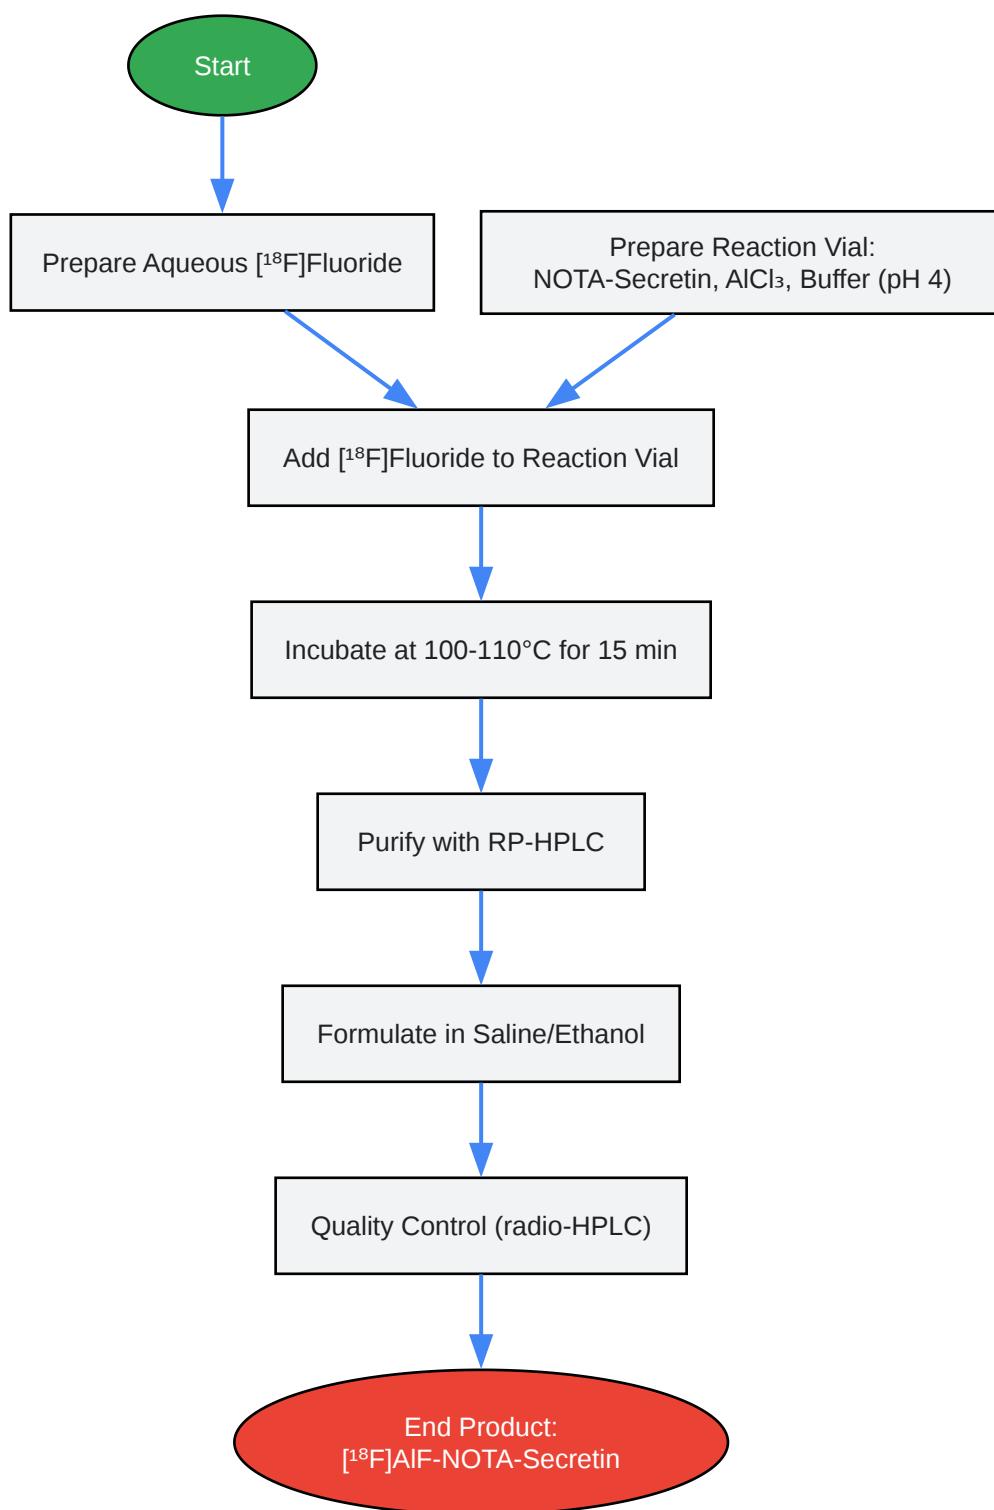 Start
Prepare Aqueous [¹⁸F]Fluoride
Prepare Reaction Vial:
NOTA-Secretin, AlCl₃, Buffer (pH 4)
Add [¹⁸F]Fluoride to Reaction Vial
Incubate at 100-110°C for 15 min
Purify with RP-HPLC
Formulate in Saline/Ethanol
Quality Control (radio-HPLC)
End Product:
[¹⁸F]AlF-NOTA-Secretin